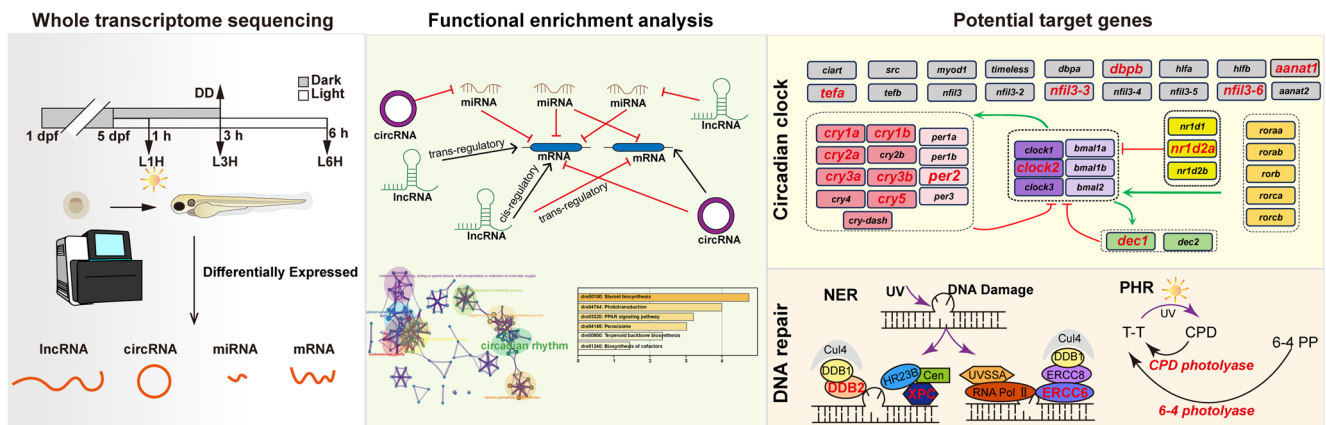 Whole transcriptome sequencing
Dark
Light
DD
1 dpf
5 dpf
1 h
3 h
6 h
L1H
L3H
L6H
Differentially Expressed
lncRNA
circRNA
miRNA
mRNA
Functional enrichment analysis
miRNA
miRNA
miRNA
circRNA
lncRNA
trans-regulatory
mRNA
mRNA
lncRNA
cis-regulatory
trans-regulatory
lncRNA
circRNA
circadian rhythm
dre00100: Steroid biosynthesis
dre04744: Phototransduction
dre03320: PPAR signaling pathway
dre04146: Peroxisome
dre00900: Terpenoid backbone biosynthesis
dre01240: Biosynthesis of cofactors
0 1 2 3 4
Potential target genes
Circadian clock
ciart src myod1 timeless dbpa dbpb hlfa hlfb aanat1
tefa tefb nfil3 nfil3-2 nfil3-3 nfil3-4 nfil3-5 nfil3-6 aanat2
cry1a cry1b per1a
cry2a cry2b per1b
cry3a cry3b per2
cry4 cry5 per3
cry-dash
clock1 bmal1a
clock2 bmal1b
clock3 bmal2
nr1d1
nr1d2a
nr1d2b
roraa
rorab
rorb
rorca
rorcb
dec1 dec2
DNA repair
NER
UV
DNA Damage
Cul4
DDB1
DDB2
HR23B
Cen
XPC
UVSSA
RNA Pol II
Cul4
DDB1
ERCC8
ERCC6
PHR
UV
T-T
CPD
CPD photolyase
6-4 PP
6-4 photolyase